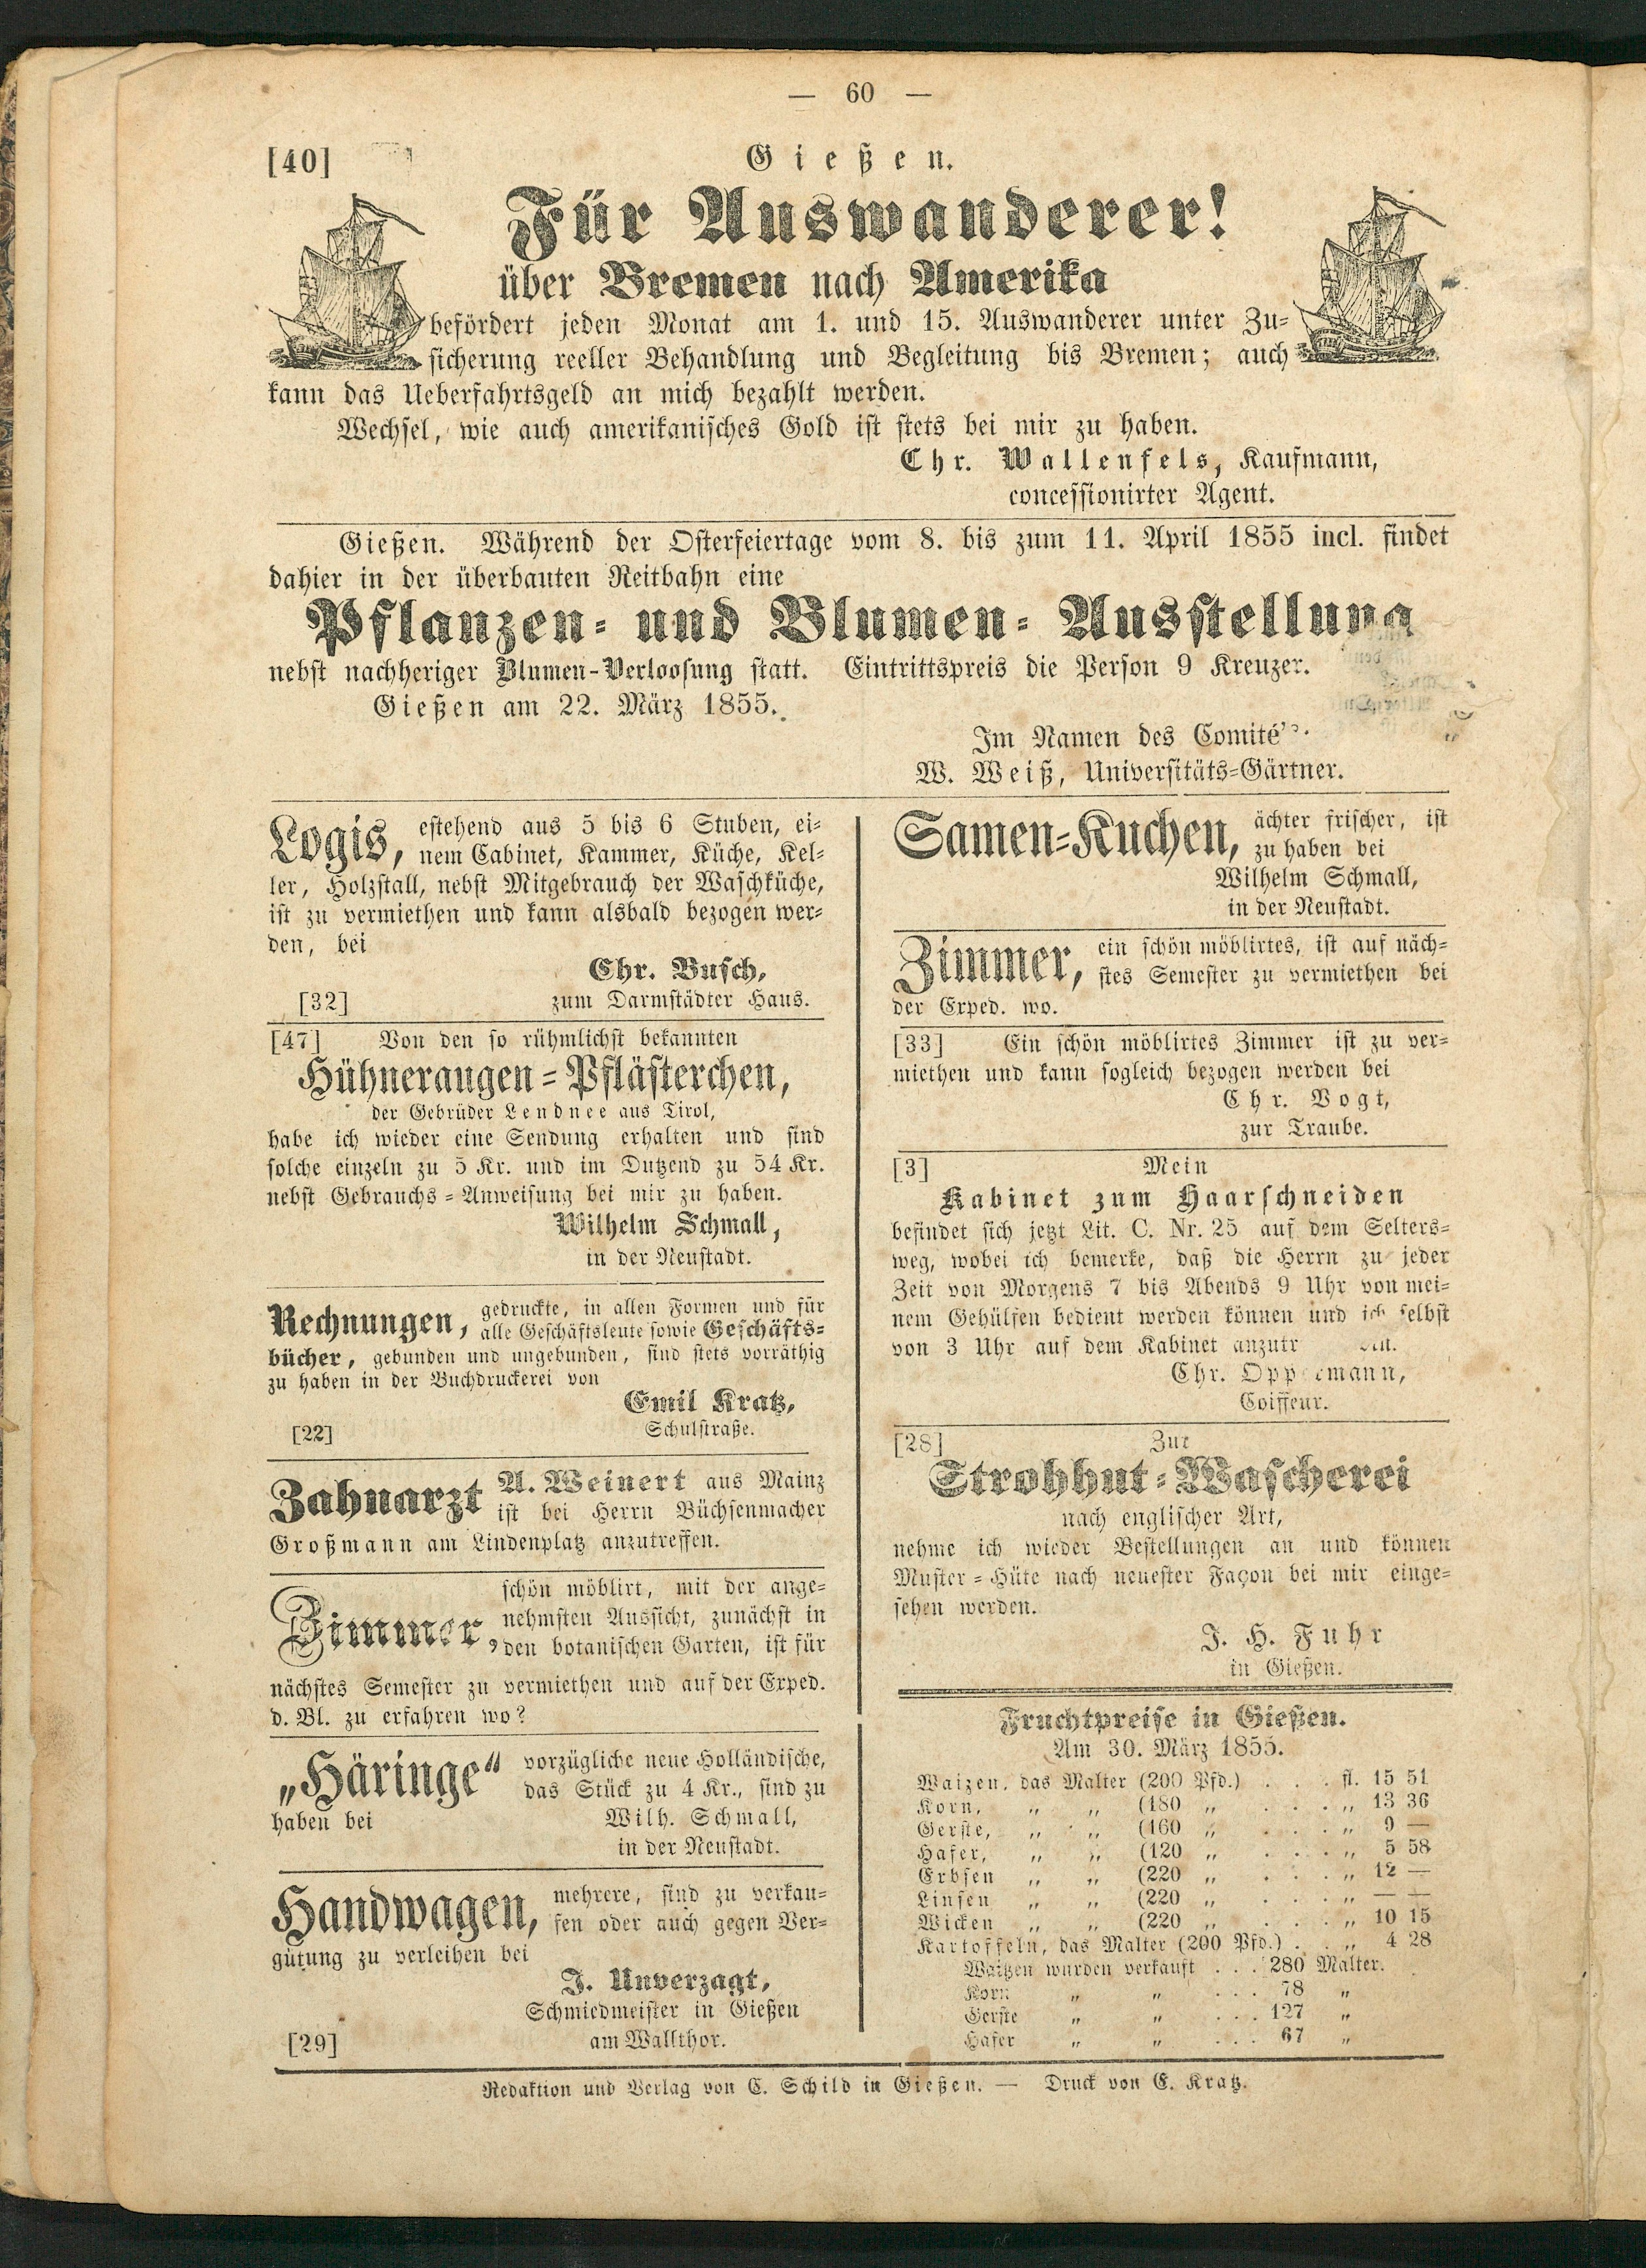 — 60 —
[40] Gießen.
Für Auswanderer!
über Bremen nach Amerika
befördert jeden Monat am 1. und 15. Auswanderer unter Zu-
sicherung reeller Behandlung und Begleitung bis Bremen; auch
kann das Ueberfahrtsgeld an mich bezahlt werden.
Wechsel, wie auch amerikanisches Gold ist stets bei mir zu haben.
Chr. Wallenfels, Kaufmann,
concessionirter Agent.
Gießen. Während der Osterfeiertage vom 8. bis zum 11. April 1855 incl. findet
dahier in der überbauten Reitbahn eine
Pflanzen- und Blumen-Ausstellung
nebst nachheriger Blumen-Verloosung statt. Eintrittspreis die Person 9 Kreuzer.
Gießen am 22. März 1855.
Im Namen des Comité's.
W. Weiß, Universitäts-Gärtner.
Logis, estehend aus 5 bis 6 Stuben, ei-
nem Cabinet, Kammer, Küche, Kel-
ler, Holzstall, nebst Mitgebrauch der Waschküche,
ist zu vermiethen und kann alsbald bezogen wer-
den, bei
Chr. Busch,
[32] zum Darmstädter Haus.
[47] Von den so rühmlichst bekannten
Hühneraugen-Pflästerchen,
der Gebrüder Lendnee aus Tirol,
habe ich wieder eine Sendung erhalten und sind
solche einzeln zu 5 Kr. und im Dutzend zu 54 Kr.
nebst Gebrauchs-Anweisung bei mir zu haben.
Wilhelm Schmall,
in der Neustadt.
Rechnungen, gedruckte, in allen Formen und für
alle Geschäftsleute sowie Geschäfts-
bücher, gebunden und ungebunden, sind stets vorräthig
zu haben in der Buchdruckerei von
Emil Kratz,
[22] Schulstraße.
Zahnarzt A. Weinert aus Mainz
ist bei Herrn Büchsenmacher
Großmann am Lindenplatz anzutreffen.
Zimmer, schön möblirt, mit der ange-
nehmsten Aussicht, zunächst in
den botanischen Garten, ist für
nächstes Semester zu vermiethen und auf der Exped.
d. Bl. zu erfahren wo?
„Häringe“ vorzügliche neue Holländische,
das Stück zu 4 Kr., sind zu
haben bei Wilh. Schmall,
in der Neustadt.
Handwagen, mehrere, sind zu verkau-
fen oder auch gegen Ver-
gütung zu verleihen bei
J. Unverzagt,
Schmiedmeister in Gießen
[29] am Wallthor.
Samen-Kuchen, ächter frischer, ist
zu haben bei
Wilhelm Schmall,
in der Neustadt.
Zimmer, ein schön möblirtes, ist auf näch-
stes Semester zu vermiethen bei
der Exped. wo.
[33] Ein schön möblirtes Zimmer ist zu ver-
miethen und kann sogleich bezogen werden bei
Chr. Vogt,
zur Traube.
[3] Mein
Kabinet zum Haarschneiden
befindet sich jetzt Lit. C. Nr. 25 auf dem Selters-
weg, wobei ich bemerke, daß die Herrn zu jeder
Zeit von Morgens 7 bis Abends 9 Uhr von mei-
nem Gehülfen bedient werden können und ich selbst
von 3 Uhr auf dem Kabinet
Chr.
Coiffeur.
[28] Zur
Strohhut-Wascherei
nach englischer Art,
nehme ich wieder Bestellungen an und können
Muster-Hüte nach neuester Façon bei mir einge-
sehen werden.
J. H. Fuhr
in Gießen.
Fruchtpreise in Gießen.
Am 30. März 1855.
Waizen, das Malter (200 Pfd.) . . . fl. 15 51
Korn, „ „ (180 „ . . . „ 13 36
Gerste, „ „ (160 „ . . . „ 9 —
Hafer, „ „ (120 „ . . . „ 5 58
Erbsen „ „ (220 „ . . . „ 12 —
Linsen „ „ (220 „ . . . „ — —
Wicken „ „ (220 „ . . . „ 10 15
Kartoffeln, das Malter (200 Pfd.) . . „ 4 28
Waitzen wurden verkauft . . . 280 Malter.
Korn „ „ . . . 78 „
Gerste „ „ . . . 127 „
Hafer „ „ . . . 67 „
Redaktion und Verlag von C. Schild in Gießen. — Druck von E. Kratz.